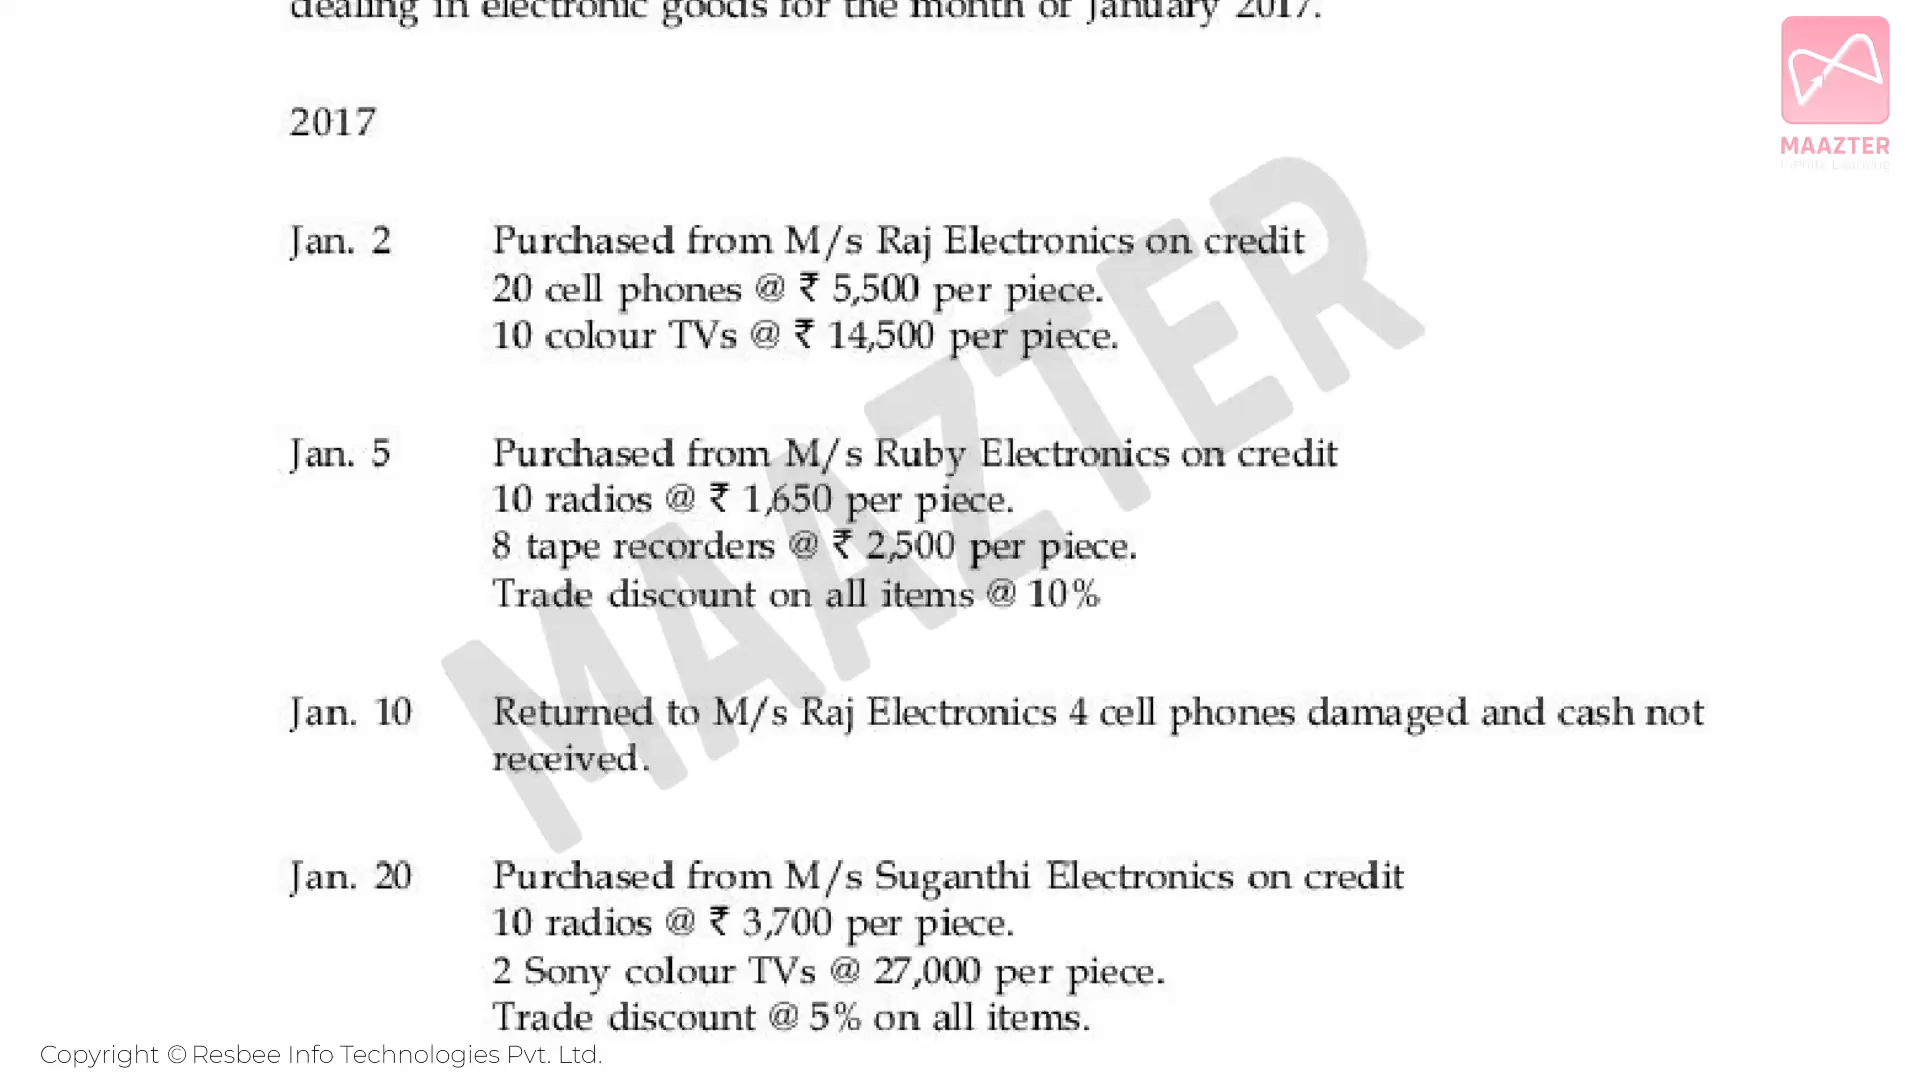 dealing in electronic goods for the month of January 2017.
MAAZTER
Infinite Learning
2017
Jan. 2 Purchased from M/s Raj Electronics on credit
20 cell phones @ ₹ 5,500 per piece.
10 colour TVs @ ₹ 14,500 per piece.
Jan. 5 Purchased from M/s Ruby Electronics on credit
10 radios @ ₹ 1,650 per piece.
8 tape recorders @ ₹ 2,500 per piece.
Trade discount on all items @ 10%
MAAZTER
Jan. 10 Returned to M/s Raj Electronics 4 cell phones damaged and cash not
received.
Jan. 20 Purchased from M/s Suganthi Electronics on credit
10 radios @ ₹ 3,700 per piece.
2 Sony colour TVs @ 27,000 per piece.
Trade discount @ 5% on all items.
Copyright © Resbee Info Technologies Pvt. Ltd.